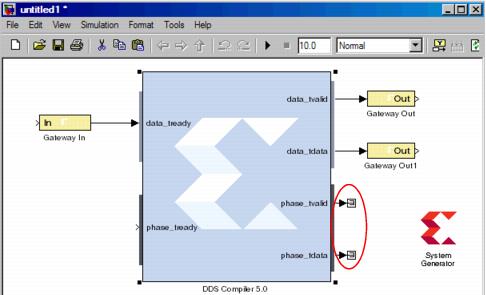 untitled1 *
File Edit View Simulation Format Tools Help
10.0 Normal
In
Gateway In
data_tready
phase_tready
data_tvalid
data_tdata
phase_tvalid
phase_tdata
DDS Compiler 5.0
Out
Gateway Out
Out
Gateway Out1
System
Generator